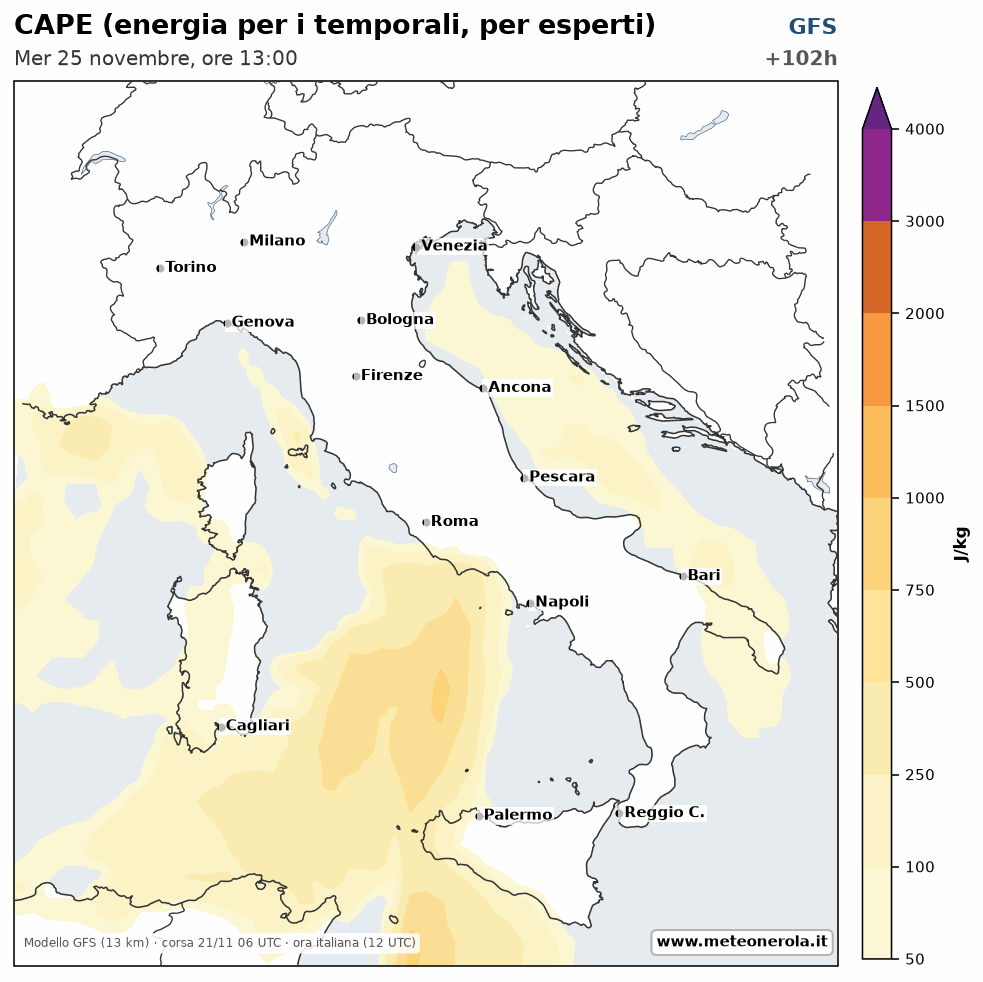 CAPE (energia per i temporali, per esperti)
GFS
Mer 25 novembre, ore 13:00
+102h
4000
3000
2000
1500
1000
750
500
250
100
50
J/kg
Milano
Venezia
Torino
Genova
Bologna
Firenze
Ancona
Pescara
Roma
Bari
Napoli
Cagliari
Palermo
Reggio C.
Modello GFS (13 km) · corsa 21/11 06 UTC · ora italiana (12 UTC)
www.meteonerola.it